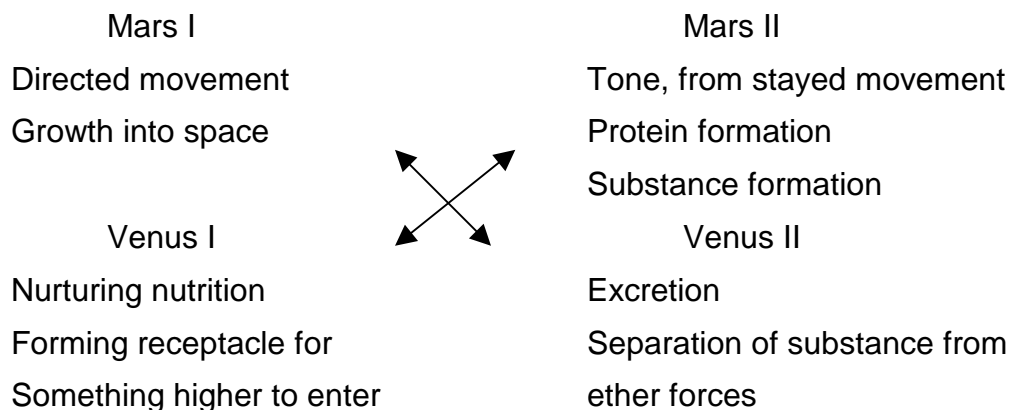 Mars I
Directed movement
Growth into space
Mars II
Tone, from stayed movement
Protein formation
Substance formation
Venus I
Nurturing nutrition
Forming receptacle for
Something higher to enter
Venus II
Excretion
Separation of substance from
ether forces